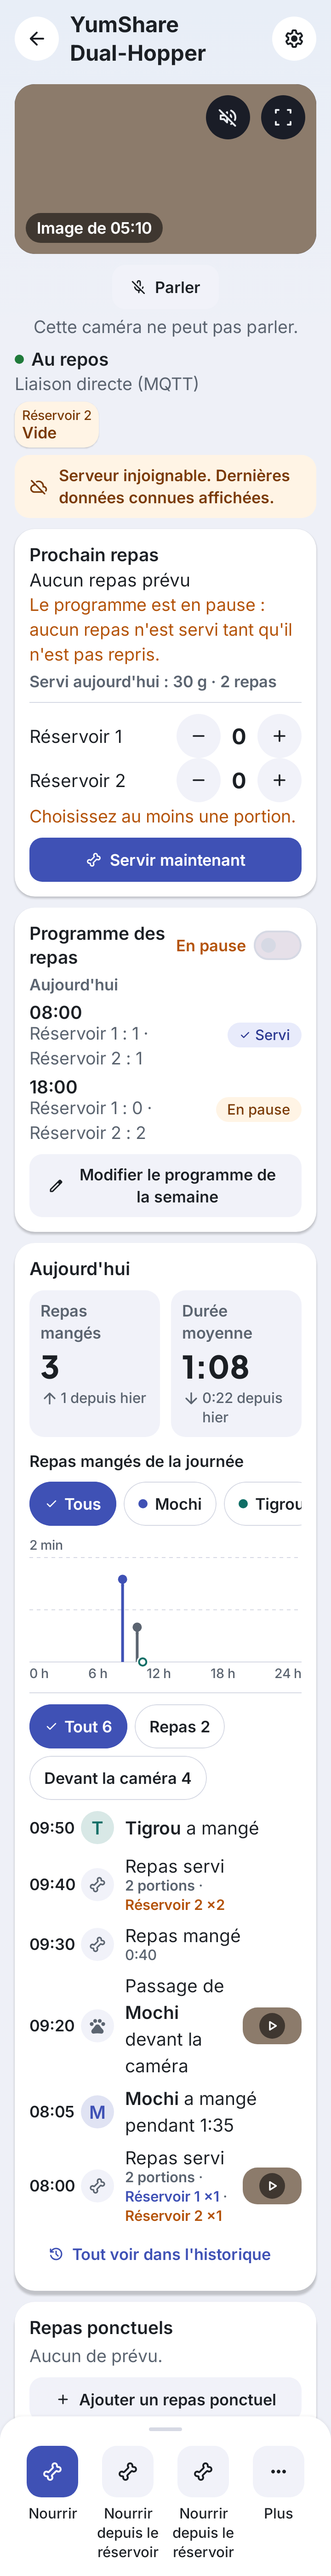 YumShare
Dual-Hopper
Image de 05:10
Parler
Cette caméra ne peut pas parler.
Au repos
Liaison directe (MQTT)
Réservoir 2
Vide
Serveur injoignable. Dernières
données connues affichées.
Prochain repas
Aucun repas prévu
Le programme est en pause :
aucun repas n'est servi tant qu'il
n'est pas repris.
Servi aujourd'hui : 30 g · 2 repas
Réservoir 1 − 0 +
Réservoir 2 − 0 +
Choisissez au moins une portion.
Servir maintenant
Programme des
repas
En pause
Aujourd'hui
08:00
Réservoir 1 : 1 ·
Réservoir 2 : 1
Servi
18:00
Réservoir 1 : 0 ·
Réservoir 2 : 2
En pause
Modifier le programme de
la semaine
Aujourd'hui
Repas
mangés
3
1 depuis hier
Durée
moyenne
1:08
0:22 depuis
hier
Repas mangés de la journée
Tous
Mochi
Tigrou
2 min
0 h 6 h 12 h 18 h 24 h
Tout 6
Repas 2
Devant la caméra 4
09:50 T Tigrou a mangé
09:40 Repas servi
2 portions ·
Réservoir 2 ×2
09:30 Repas mangé
0:40
09:20 Passage de
Mochi
devant la
caméra
08:05 M Mochi a mangé
pendant 1:35
08:00 Repas servi
2 portions ·
Réservoir 1 ×1 ·
Réservoir 2 ×1
Tout voir dans l'historique
Repas ponctuels
Aucun de prévu.
+ Ajouter un repas ponctuel
Nourrir
Nourrir
depuis le
réservoir
Nourrir
depuis le
réservoir
Plus